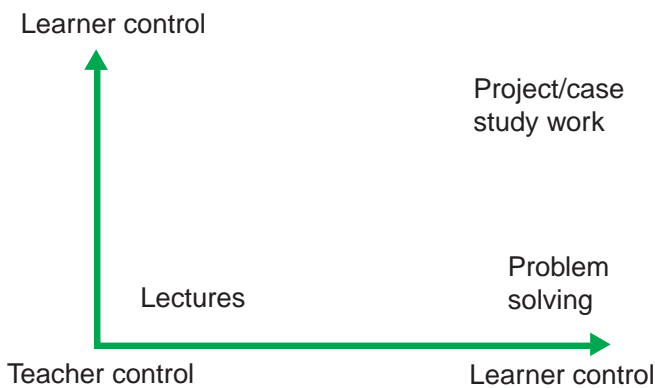 Learner control
Project/case
study work
Problem
solving
Lectures
Teacher control
Learner control